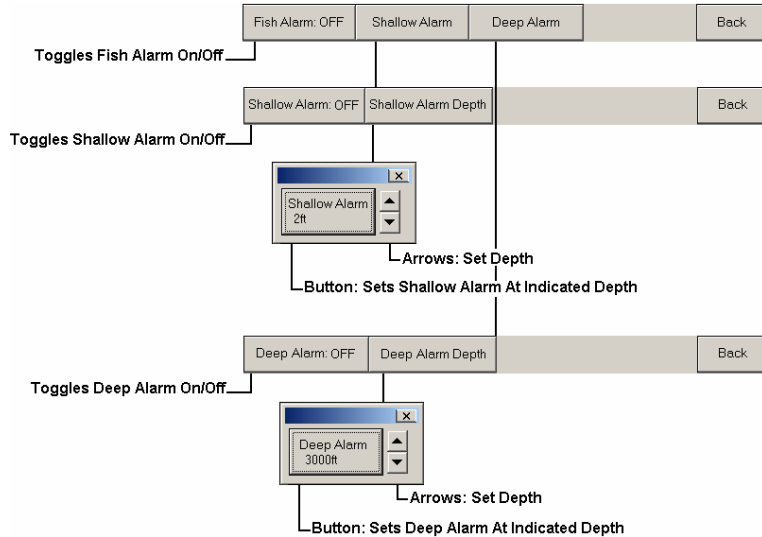 Fish Alarm: OFF Shallow Alarm Deep Alarm Back
Toggles Fish Alarm On/Off
Shallow Alarm: OFF Shallow Alarm Depth Back
Toggles Shallow Alarm On/Off
Shallow Alarm
2ft
Arrows: Set Depth
Button: Sets Shallow Alarm At Indicated Depth
Deep Alarm: OFF Deep Alarm Depth Back
Toggles Deep Alarm On/Off
Deep Alarm
3000ft
Arrows: Set Depth
Button: Sets Deep Alarm At Indicated Depth